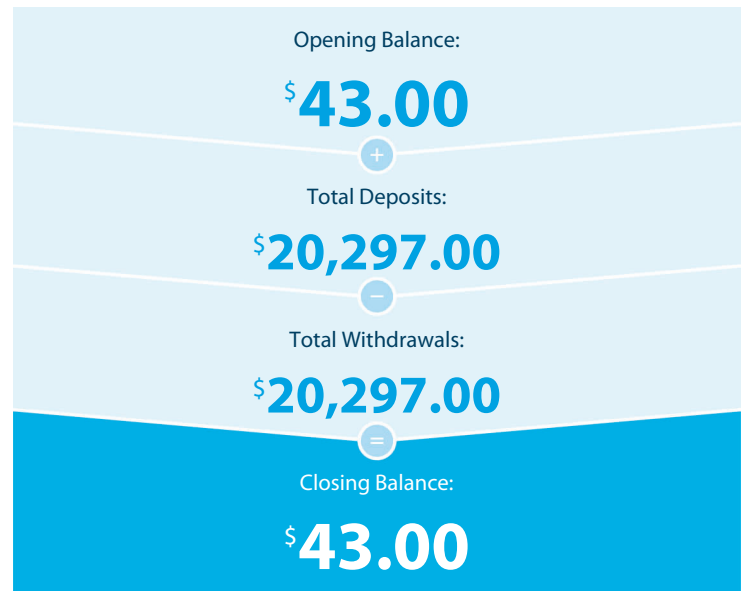 Opening Balance:
$43.00
+
Total Deposits:
$20,297.00
−
Total Withdrawals:
$20,297.00
=
Closing Balance:
$43.00